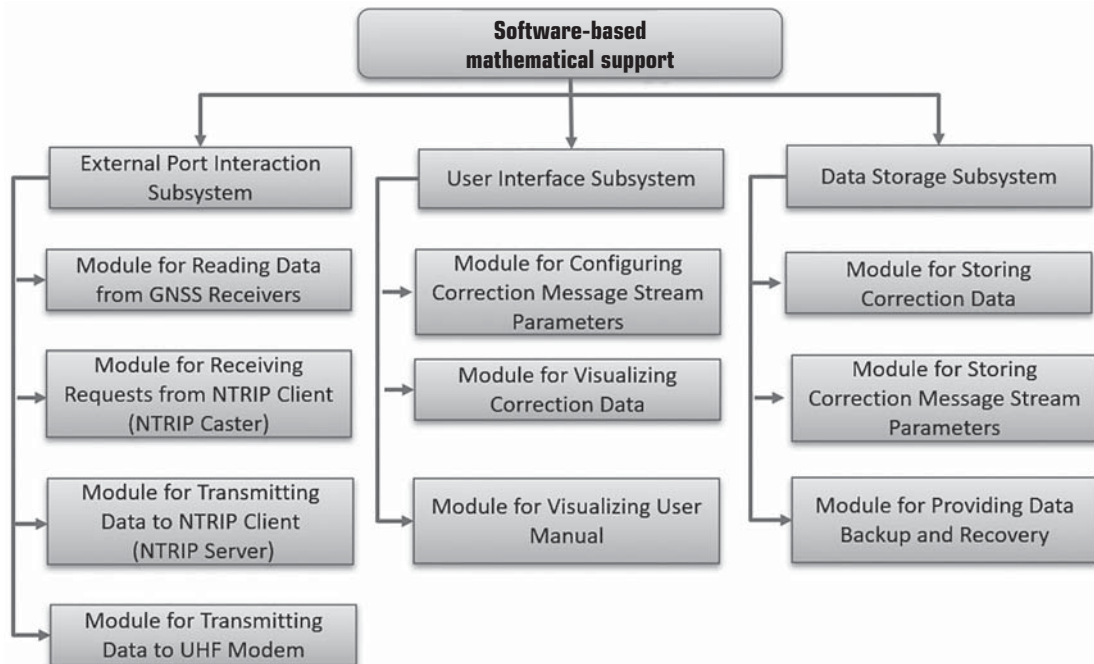 Software-based
mathematical support
External Port Interaction
Subsystem
Module for Reading Data
from GNSS Receivers
Module for Receiving
Requests from NTRIP Client
(NTRIP Caster)
Module for Transmitting
Data to NTRIP Client
(NTRIP Server)
Module for Transmitting
Data to UHF Modem
User Interface Subsystem
Module for Configuring
Correction Message Stream
Parameters
Module for Visualizing
Correction Data
Module for Visualizing User
Manual
Data Storage Subsystem
Module for Storing
Correction Data
Module for Storing
Correction Message Stream
Parameters
Module for Providing Data
Backup and Recovery